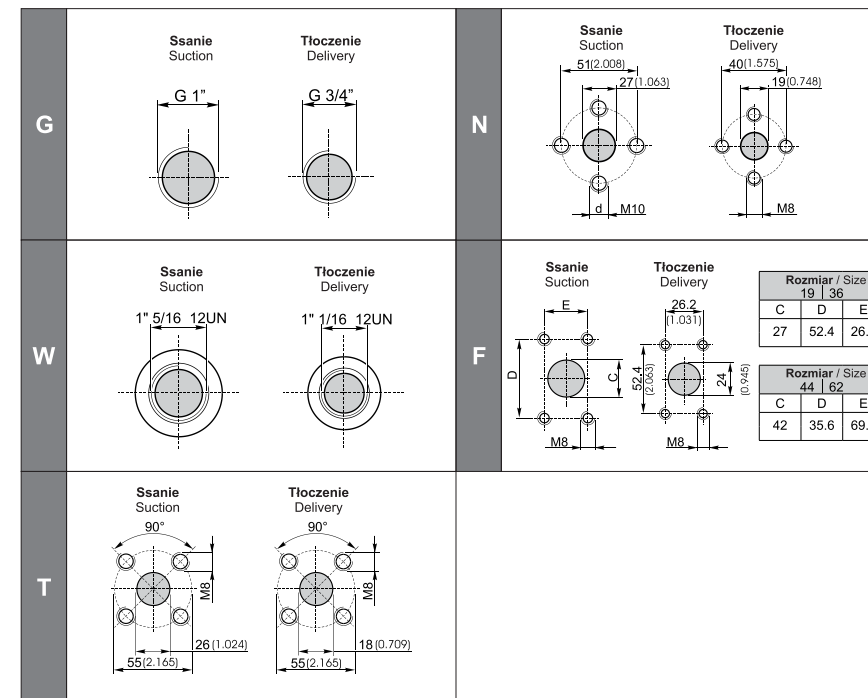 G
Ssanie
Suction
G 1”
Tłoczenie
Delivery
G 3/4”
N
Ssanie
Suction
51(2.008)
27(1.063)
d M10
Tłoczenie
Delivery
40(1.575)
19(0.748)
M8
W
Ssanie
Suction
1" 5/16 12UN
Tłoczenie
Delivery
1" 1/16 12UN
F
Ssanie
Suction
E
D
C
M8
Tłoczenie
Delivery
26.2
(1.031)
52.4
(2.063)
24
(0.945)
M8
Rozmiar / Size
19 | 36
C D E
27 52.4 26.
Rozmiar / Size
44 | 62
C D E
42 35.6 69.
T
Ssanie
Suction
90°
M8
26(1.024)
55(2.165)
Tłoczenie
Delivery
90°
M8
18(0.709)
55(2.165)